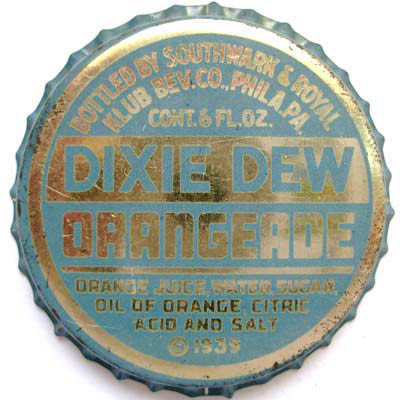 BOTTLED BY SOUTHWARK & ROYAL
KLUB BEV. CO., PHILA. PA.
CONT. 6 FL. OZ.
DIXIE DEW
ORANGEADE
ORANGE JUICE, WATER, SUGAR,
OIL OF ORANGE, CITRIC
ACID AND SALT
© 1939